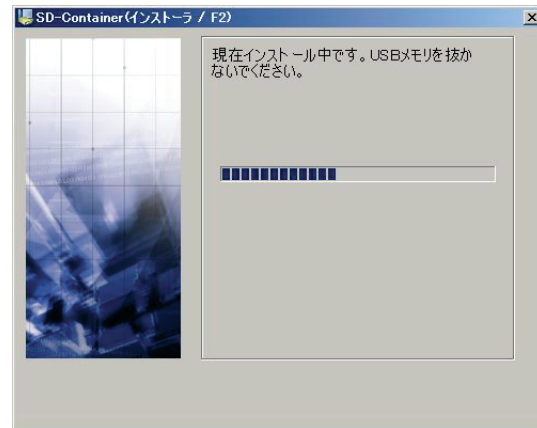 SD-Container(インストーラ / F2)
現在インストール中です。USBメモリを抜か
ないでください。